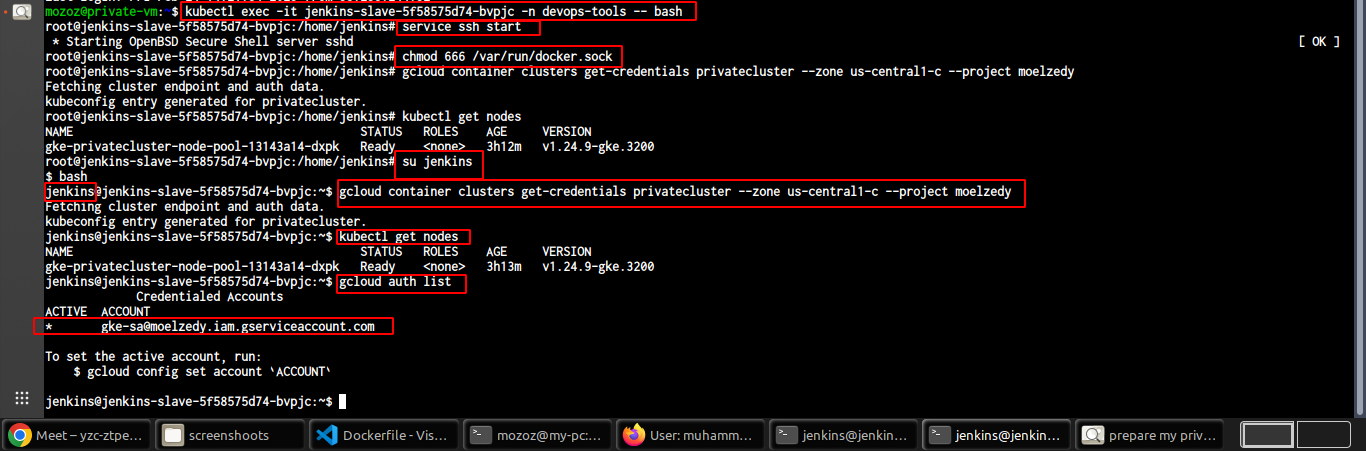 mozoz@private-vm: $ kubectl exec -it jenkins-slave-5f58575d74-bvpjc -n devops-tools -- bash
root@jenkins-slave-5f58575d74-bvpjc:/home/jenkins# service ssh start
 * Starting OpenBSD Secure Shell server sshd [ OK ]
root@jenkins-slave-5f58575d74-bvpjc:/home/jenkins# chmod 666 /var/run/docker.sock
root@jenkins-slave-5f58575d74-bvpjc:/home/jenkins# gcloud container clusters get-credentials privatecluster --zone us-central1-c --project moelzedy
Fetching cluster endpoint and auth data.
kubeconfig entry generated for privatecluster.
root@jenkins-slave-5f58575d74-bvpjc:/home/jenkins# kubectl get nodes
NAME STATUS ROLES AGE VERSION
gke-privatecluster-node-pool-13143a14-dxpk Ready <none> 3h12m v1.24.9-gke.3200
root@jenkins-slave-5f58575d74-bvpjc:/home/jenkins# su jenkins
$ bash
jenkins@jenkins-slave-5f58575d74-bvpjc:~$ gcloud container clusters get-credentials privatecluster --zone us-central1-c --project moelzedy
Fetching cluster endpoint and auth data.
kubeconfig entry generated for privatecluster.
jenkins@jenkins-slave-5f58575d74-bvpjc:~$ kubectl get nodes
NAME STATUS ROLES AGE VERSION
gke-privatecluster-node-pool-13143a14-dxpk Ready <none> 3h13m v1.24.9-gke.3200
jenkins@jenkins-slave-5f58575d74-bvpjc:~$ gcloud auth list
Credentialed Accounts
ACTIVE ACCOUNT
* gke-sa@moelzedy.iam.gserviceaccount.com
To set the active account, run:
$ gcloud config set account `ACCOUNT`
jenkins@jenkins-slave-5f58575d74-bvpjc:~$
Meet – yzc-ztpe... screenshoots Dockerfile - Vis... mozoz@my-pc:... User: muhamm... jenkins@jenkin... jenkins@jenkin... prepare my priv...